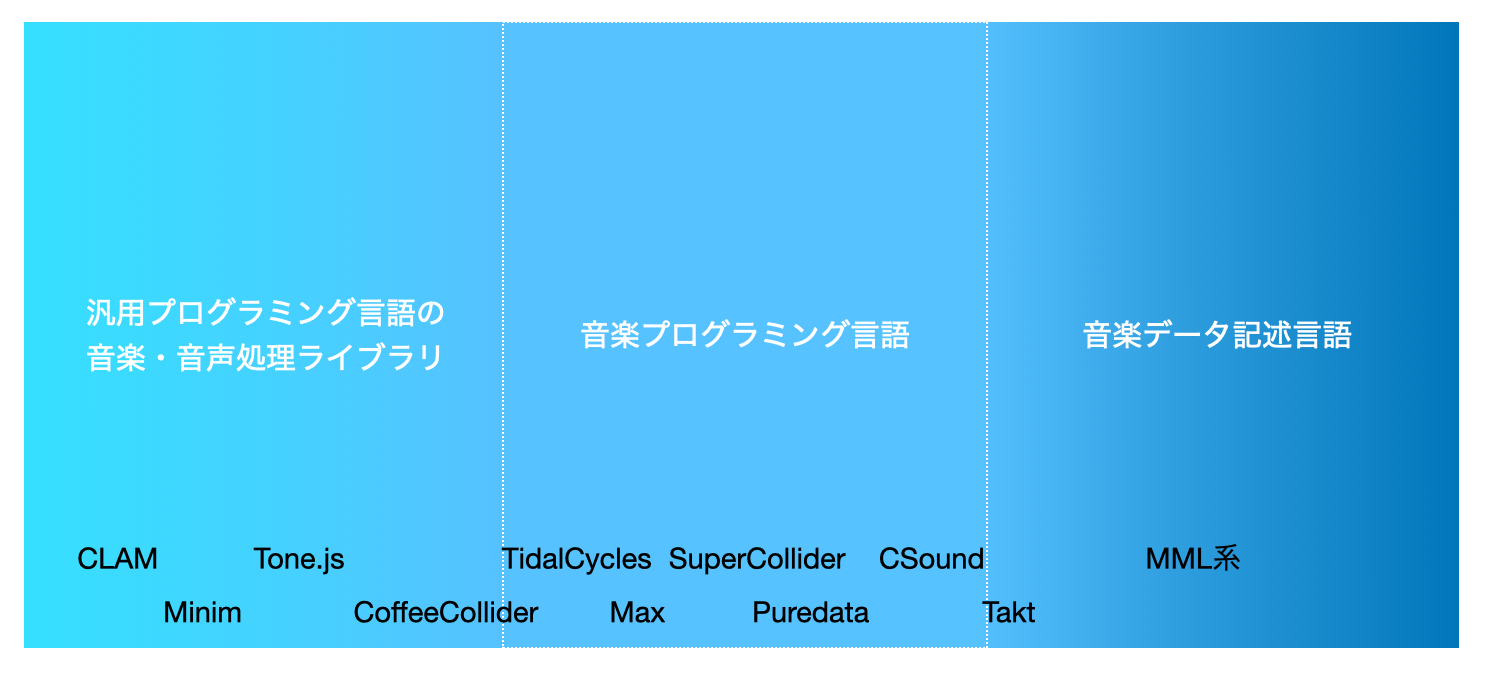 汎用プログラミング言語の
音楽・音声処理ライブラリ
音楽プログラミング言語
音楽データ記述言語
CLAM Tone.js TidalCycles SuperCollider CSound MML系
Minim CoffeeCollider Max Puredata Takt